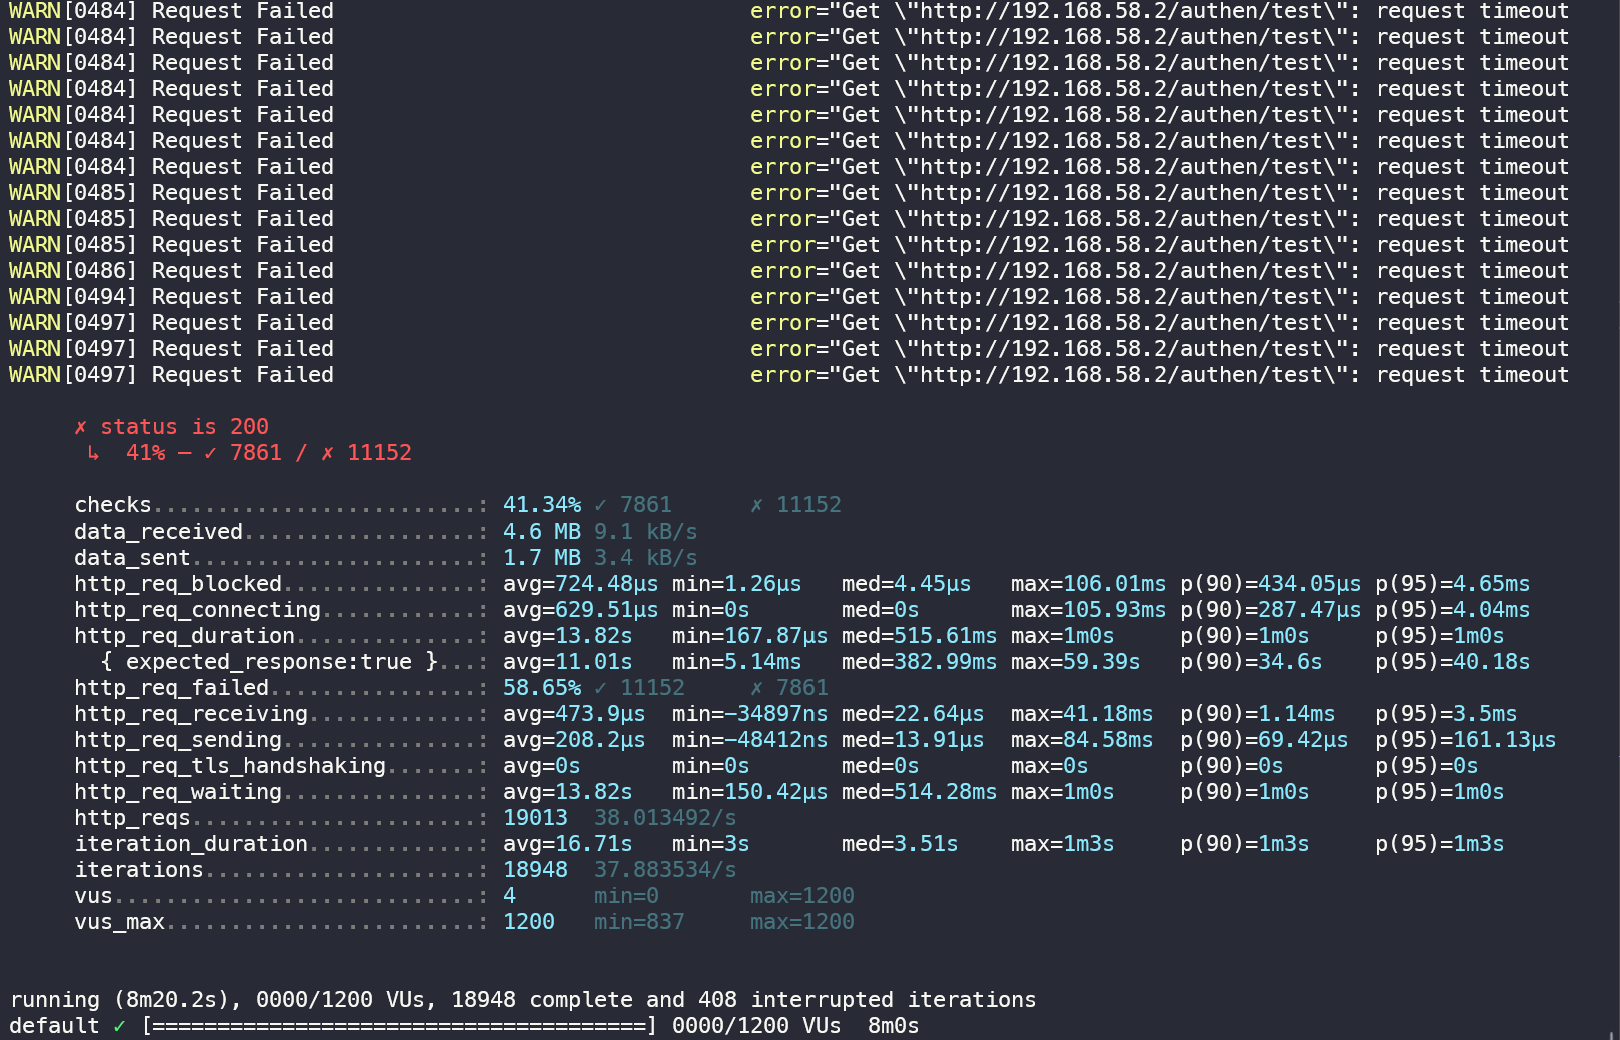 WARN[0484] Request Failed                                error="Get \"http://192.168.58.2/authen/test\": request timeout
WARN[0484] Request Failed                                error="Get \"http://192.168.58.2/authen/test\": request timeout
WARN[0484] Request Failed                                error="Get \"http://192.168.58.2/authen/test\": request timeout
WARN[0484] Request Failed                                error="Get \"http://192.168.58.2/authen/test\": request timeout
WARN[0484] Request Failed                                error="Get \"http://192.168.58.2/authen/test\": request timeout
WARN[0484] Request Failed                                error="Get \"http://192.168.58.2/authen/test\": request timeout
WARN[0484] Request Failed                                error="Get \"http://192.168.58.2/authen/test\": request timeout
WARN[0485] Request Failed                                error="Get \"http://192.168.58.2/authen/test\": request timeout
WARN[0485] Request Failed                                error="Get \"http://192.168.58.2/authen/test\": request timeout
WARN[0485] Request Failed                                error="Get \"http://192.168.58.2/authen/test\": request timeout
WARN[0486] Request Failed                                error="Get \"http://192.168.58.2/authen/test\": request timeout
WARN[0494] Request Failed                                error="Get \"http://192.168.58.2/authen/test\": request timeout
WARN[0497] Request Failed                                error="Get \"http://192.168.58.2/authen/test\": request timeout
WARN[0497] Request Failed                                error="Get \"http://192.168.58.2/authen/test\": request timeout
WARN[0497] Request Failed                                error="Get \"http://192.168.58.2/authen/test\": request timeout

     ✗ status is 200
      ↳  41% — ✓ 7861 / ✗ 11152

     checks.........................: 41.34% ✓ 7861      ✗ 11152
     data_received..................: 4.6 MB 9.1 kB/s
     data_sent......................: 1.7 MB 3.4 kB/s
     http_req_blocked...............: avg=724.48µs min=1.26µs   med=4.45µs   max=106.01ms p(90)=434.05µs p(95)=4.65ms
     http_req_connecting............: avg=629.51µs min=0s       med=0s       max=105.93ms p(90)=287.47µs p(95)=4.04ms
     http_req_duration..............: avg=13.82s   min=167.87µs med=515.61ms max=1m0s     p(90)=1m0s     p(95)=1m0s
       { expected_response:true }...: avg=11.01s   min=5.14ms   med=382.99ms max=59.39s   p(90)=34.6s    p(95)=40.18s
     http_req_failed................: 58.65% ✓ 11152     ✗ 7861
     http_req_receiving.............: avg=473.9µs  min=-34897ns med=22.64µs  max=41.18ms  p(90)=1.14ms   p(95)=3.5ms
     http_req_sending...............: avg=208.2µs  min=-48412ns med=13.91µs  max=84.58ms  p(90)=69.42µs  p(95)=161.13µs
     http_req_tls_handshaking.......: avg=0s       min=0s       med=0s       max=0s       p(90)=0s       p(95)=0s
     http_req_waiting...............: avg=13.82s   min=150.42µs med=514.28ms max=1m0s     p(90)=1m0s     p(95)=1m0s
     http_reqs......................: 19013  38.013492/s
     iteration_duration.............: avg=16.71s   min=3s       med=3.51s    max=1m3s     p(90)=1m3s     p(95)=1m3s
     iterations.....................: 18948  37.883534/s
     vus............................: 4      min=0       max=1200
     vus_max........................: 1200   min=837     max=1200

running (8m20.2s), 0000/1200 VUs, 18948 complete and 408 interrupted iterations
default ✓ [======================================] 0000/1200 VUs  8m0s